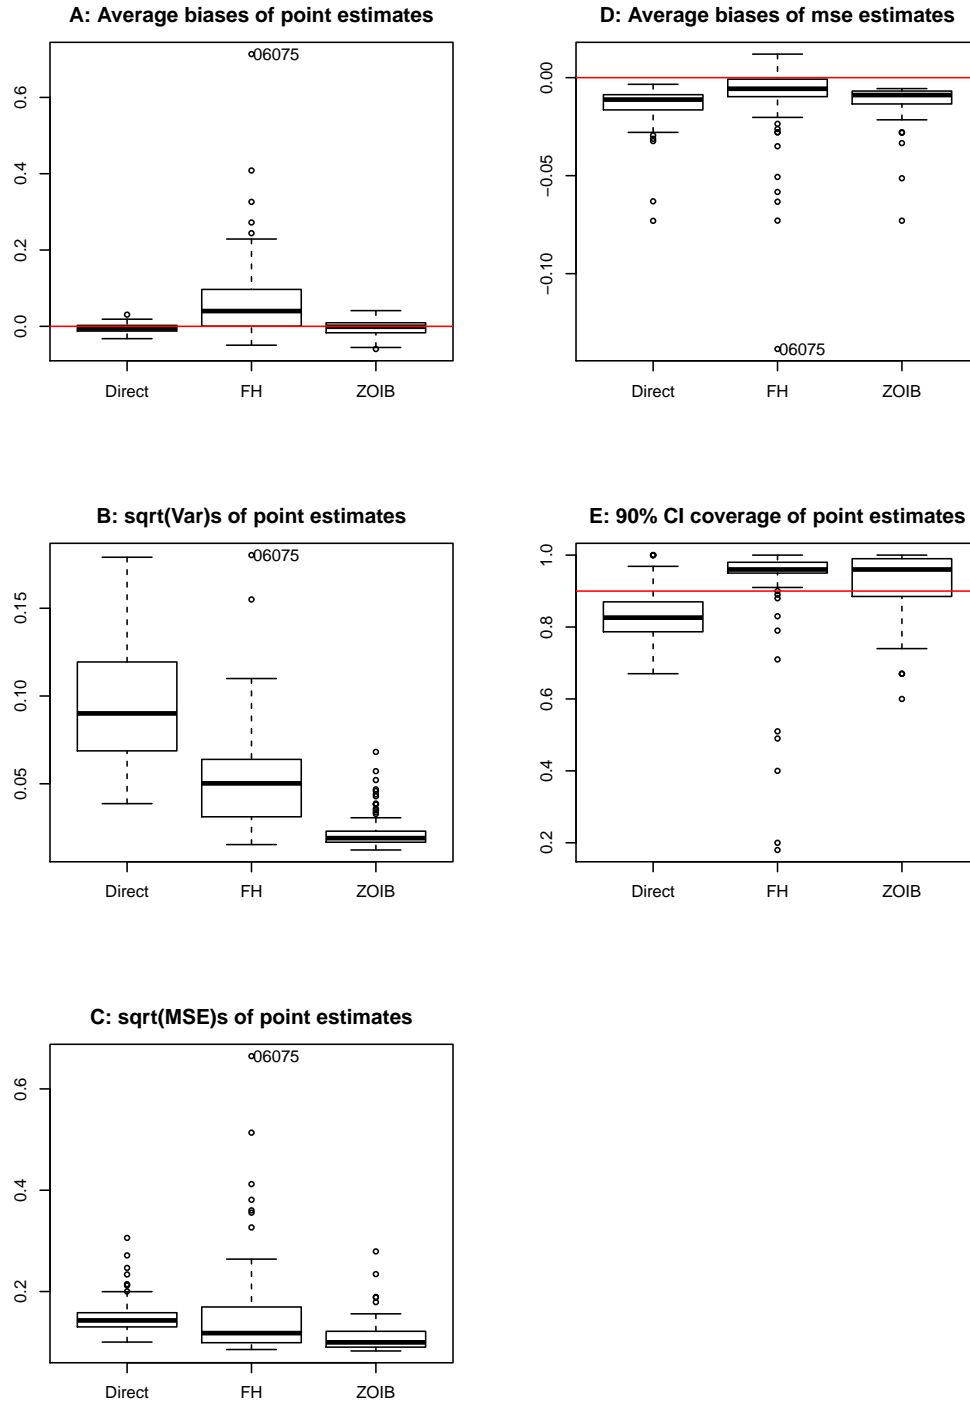 A: Average biases of point estimates
06075
0.6
0.4
0.2
0.0
Direct FH ZOIB
D: Average biases of mse estimates
0.00
−0.05
−0.10
06075
Direct FH ZOIB
B: sqrt(Var)s of point estimates
06075
0.15
0.10
0.05
Direct FH ZOIB
E: 90% CI coverage of point estimates
1.0
0.8
0.6
0.4
0.2
Direct FH ZOIB
C: sqrt(MSE)s of point estimates
06075
0.6
0.4
0.2
Direct FH ZOIB